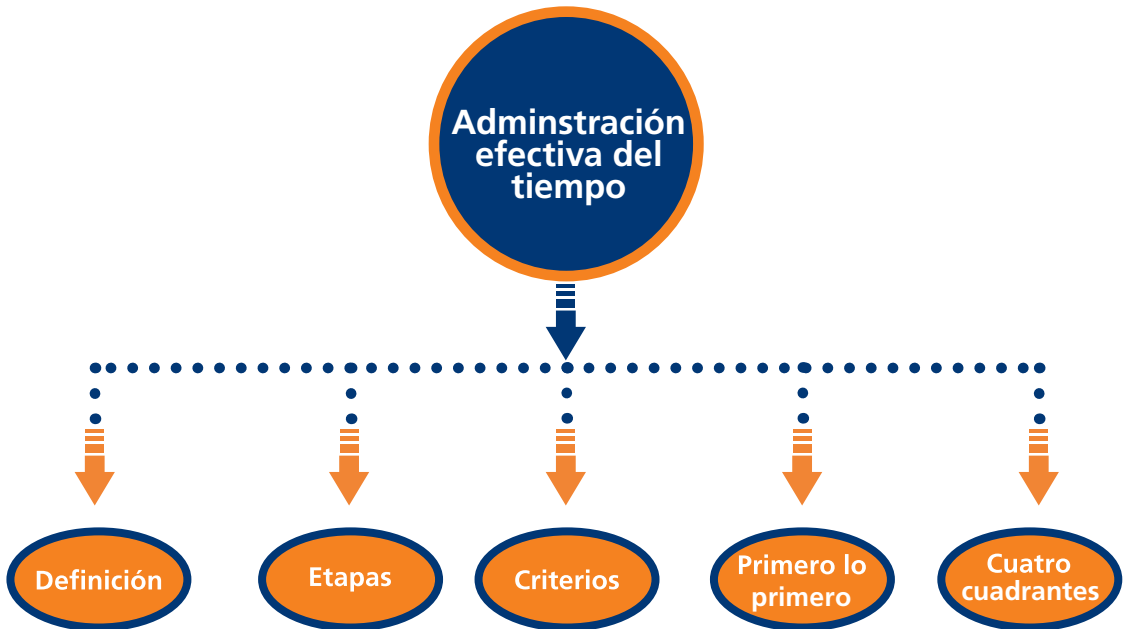 Adminstración
efectiva del
tiempo
Definición
Etapas
Criterios
Primero lo
primero
Cuatro
cuadrantes